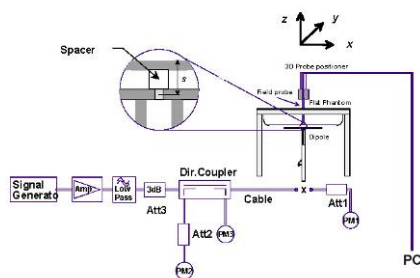 z
y
x
3D Probe positioner
Spacer
s
Field probe
Flat Phantom
Dipole
Dir.Coupler
Signal
Generato
Amp
Low
Pass
3dB
Att3
Cable
x
Att1
PM1
Att2
PM3
PM2
PC